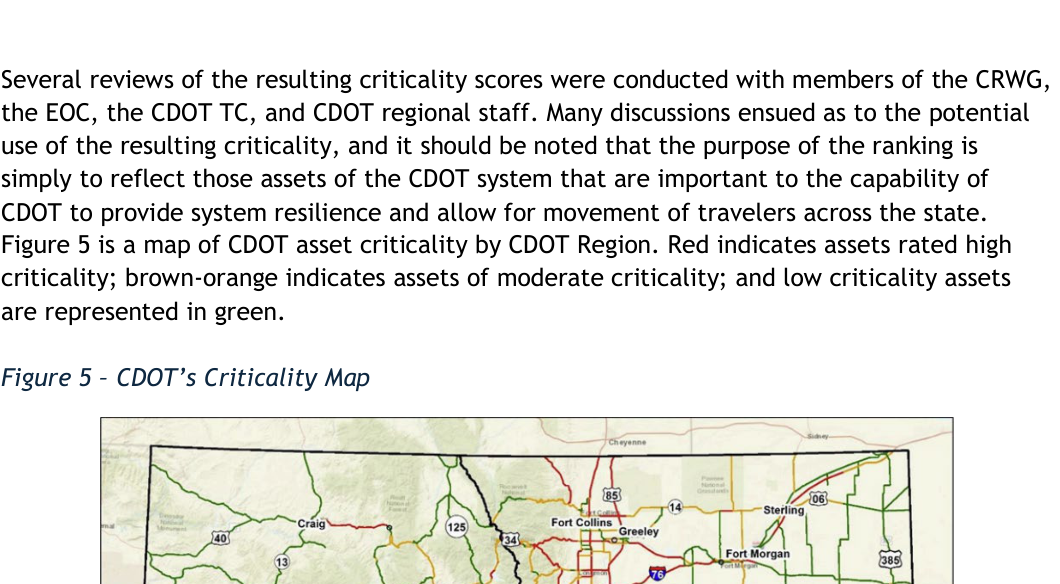 Several reviews of the resulting criticality scores were conducted with members of the CRWG,
the EOC, the CDOT TC, and CDOT regional staff. Many discussions ensued as to the potential
use of the resulting criticality, and it should be noted that the purpose of the ranking is
simply to reflect those assets of the CDOT system that are important to the capability of
CDOT to provide system resilience and allow for movement of travelers across the state.
Figure 5 is a map of CDOT asset criticality by CDOT Region. Red indicates assets rated high
criticality; brown-orange indicates assets of moderate criticality; and low criticality assets
are represented in green.
Figure 5 – CDOT’s Criticality Map
Cheyenne
Sidney
85
14
06
Sterling
Craig
125
Fort Collins
Greeley
40
34
Fort Morgan
13
385
76